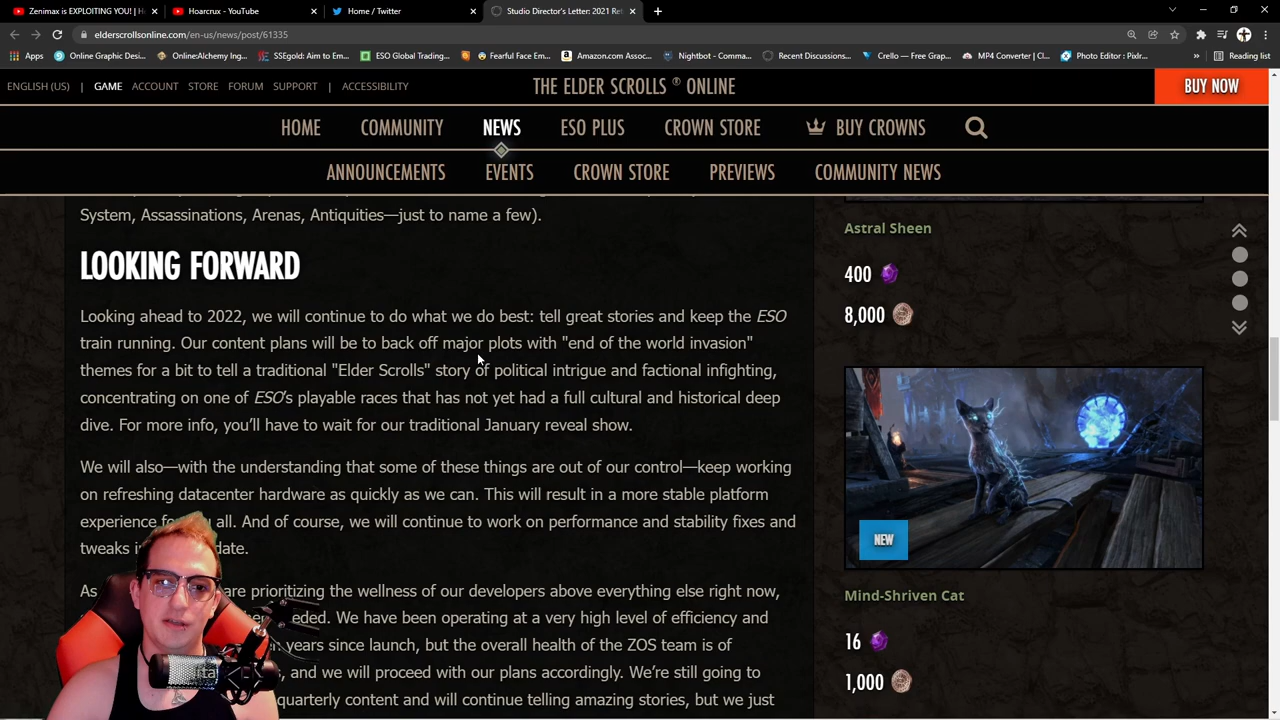 Zenimax is EXPLOITING YOU! | H
Hoarcrux - YouTube
Home / Twitter
Studio Director's Letter: 2021 Ret
elderscrollsonline.com/en-us/news/post/61335
Apps
Online Graphic Desi...
OnlineAlchemy Ing...
SSEgold: Aim to Em...
ESO Global Trading...
Fearful Face Em...
Amazon.com Assoc...
Nightbot - Comma...
Recent Discussions...
Crello — Free Grap...
MP4 Converter | Cl...
Photo Editor : Pixlr...
»
Reading list
ENGLISH (US) | GAME ACCOUNT STORE FORUM SUPPORT | ACCESSIBILITY
THE ELDER SCROLLS ® ONLINE
BUY NOW
HOME COMMUNITY NEWS ESO PLUS CROWN STORE BUY CROWNS
ANNOUNCEMENTS EVENTS CROWN STORE PREVIEWS COMMUNITY NEWS
System, Assassinations, Arenas, Antiquities—just to name a few).
LOOKING FORWARD
Looking ahead to 2022, we will continue to do what we do best: tell great stories and keep the ESO
train running. Our content plans will be to back off major plots with "end of the world invasion"
themes for a bit to tell a traditional "Elder Scrolls" story of political intrigue and factional infighting,
concentrating on one of ESO's playable races that has not yet had a full cultural and historical deep
dive. For more info, you'll have to wait for our traditional January reveal show.
We will also—with the understanding that some of these things are out of our control—keep working
on refreshing datacenter hardware as quickly as we can. This will result in a more stable platform
experience all. And of course, we will continue to work on performance and stability fixes and
tweaks date.
As are prioritizing the wellness of our developers above everything else right now,
eded. We have been operating at a very high level of efficiency and
years since launch, but the overall health of the ZOS team is of
, and we will proceed with our plans accordingly. We're still going to
quarterly content and will continue telling amazing stories, but we just
Astral Sheen
400
8,000
NEW
Mind-Shriven Cat
16
1,000